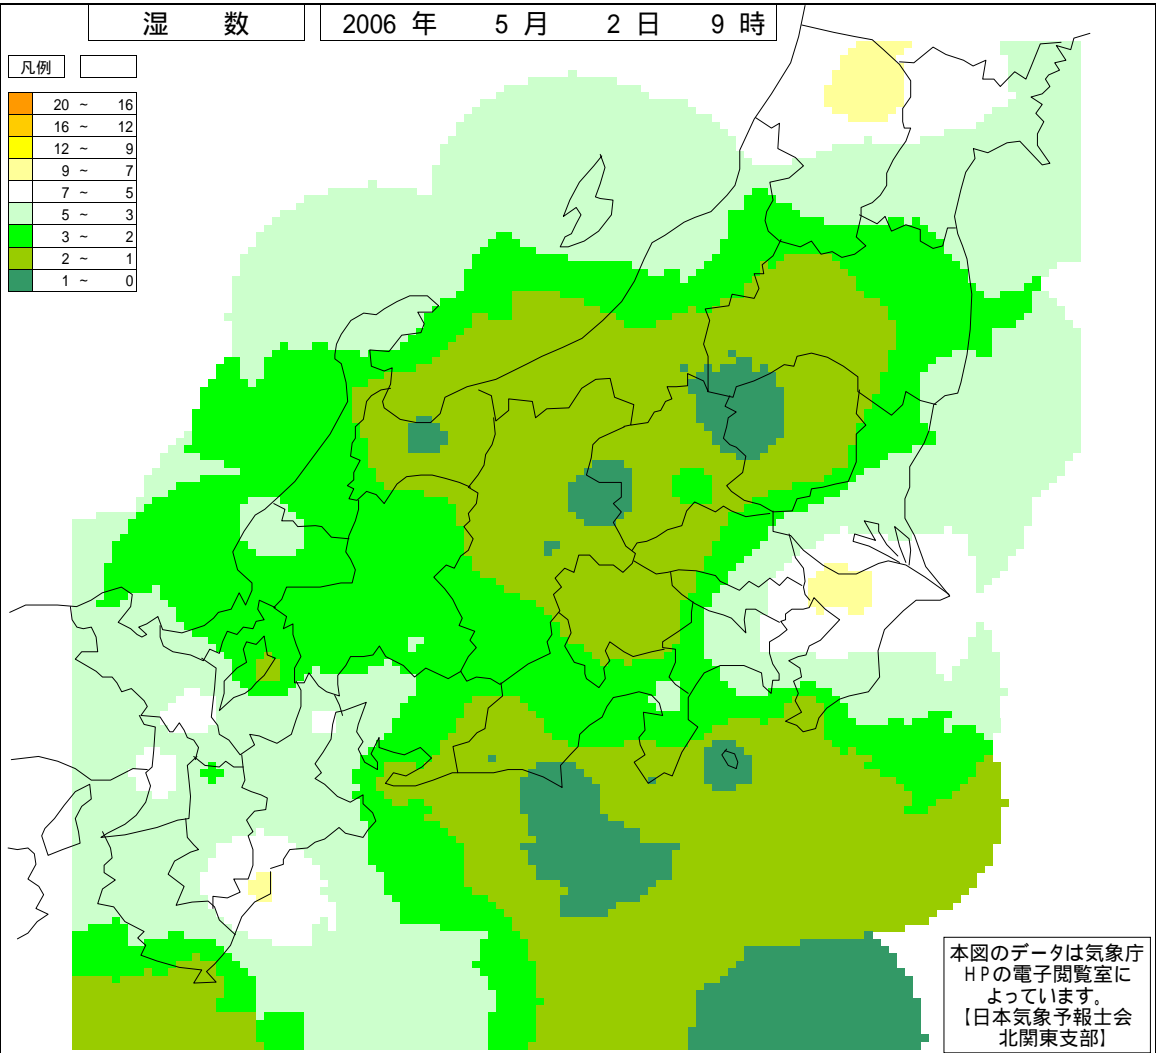 湿 数
2006 年 5 月 2 日 9 時
凡例
20 ～ 16
16 ～ 12
12 ～ 9
9 ～ 7
7 ～ 5
5 ～ 3
3 ～ 2
2 ～ 1
1 ～ 0
本図のデータは気象庁
HPの電子閲覧室に
よっています。
【日本気象予報士会
北関東支部】